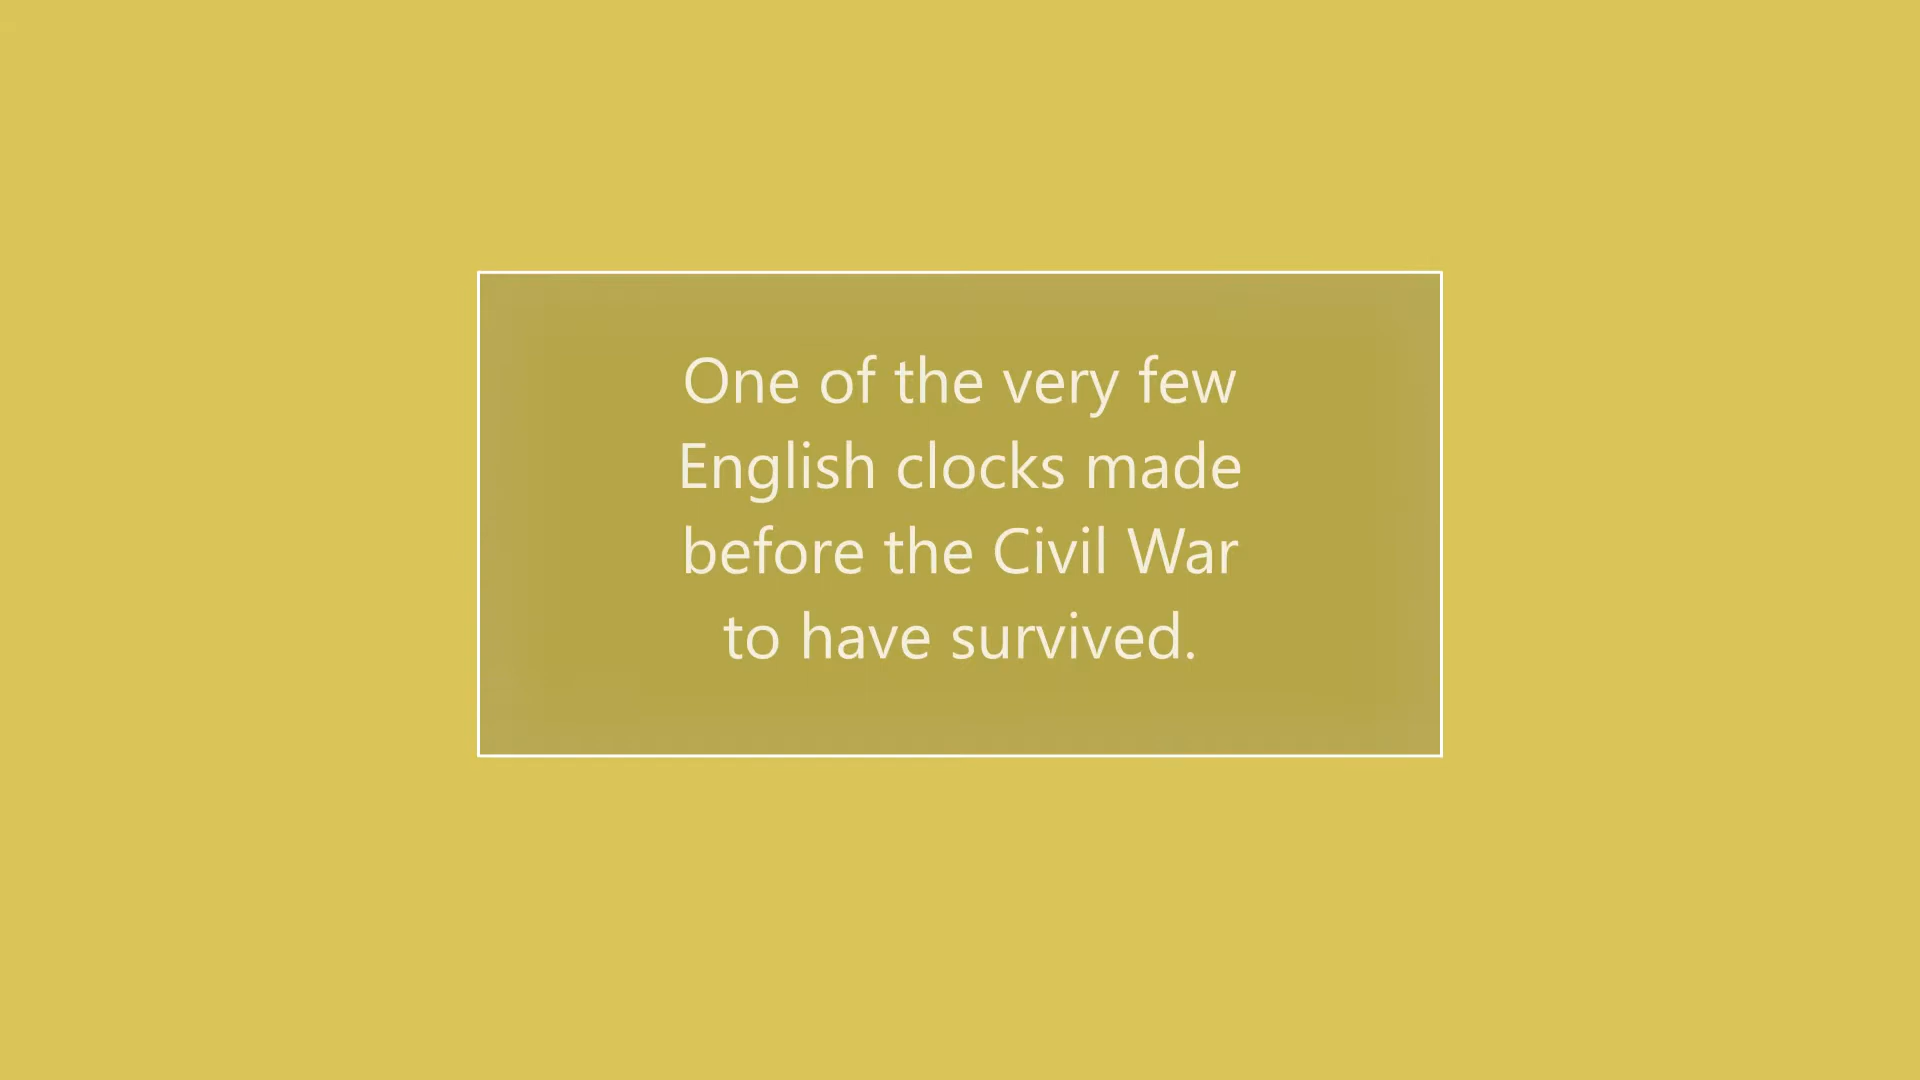 One of the very few
English clocks made
before the Civil War
to have survived.